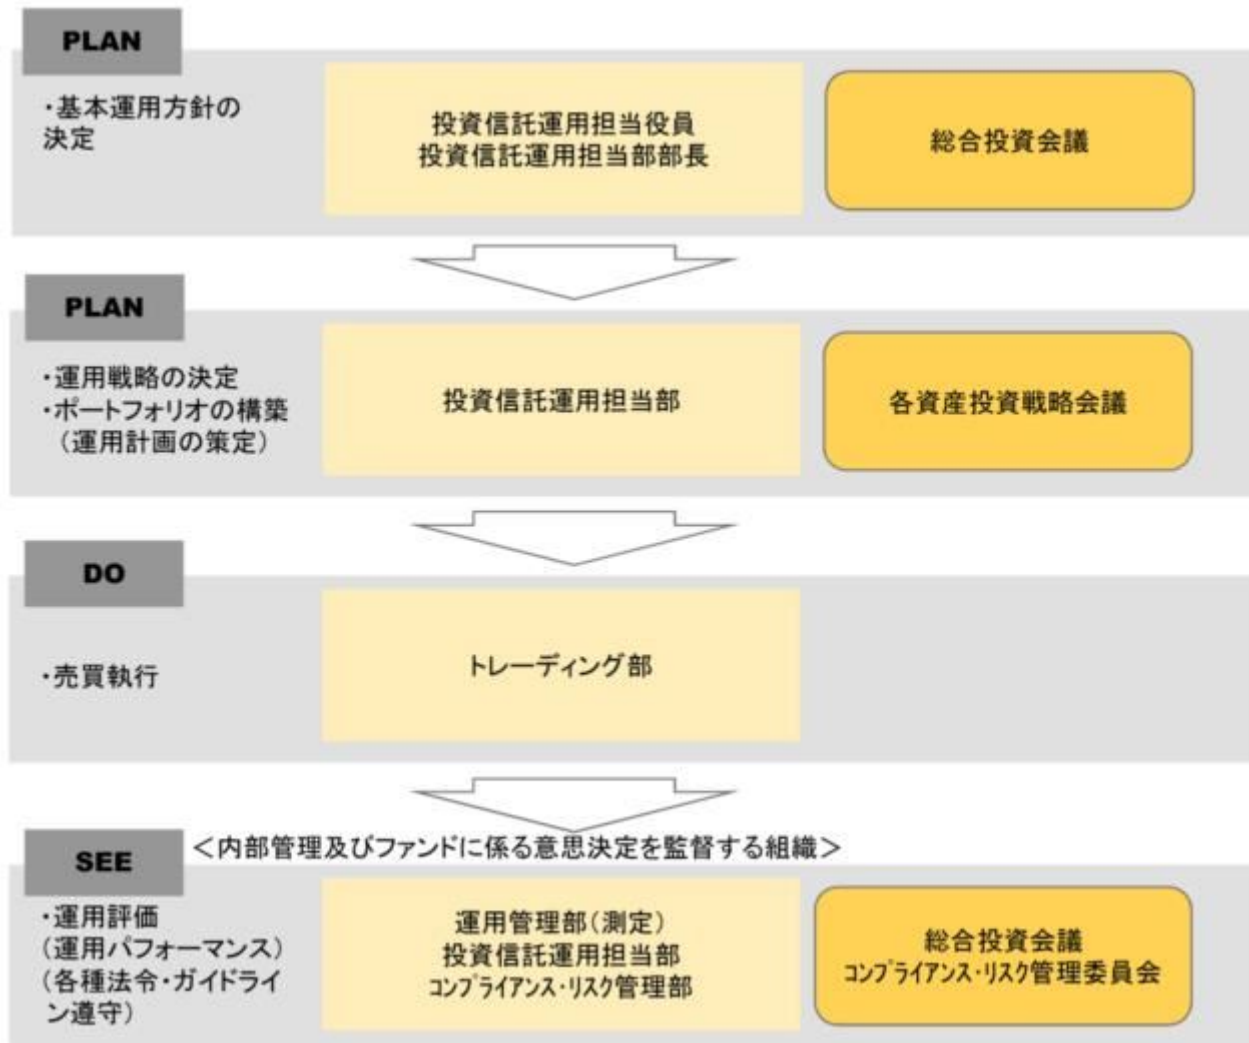 PLAN
・基本運用方針の
決定
投資信託運用担当役員
投資信託運用担当部部長
総合投資会議
PLAN
・運用戦略の決定
・ポートフォリオの構築
（運用計画の策定）
投資信託運用担当部
各資産投資戦略会議
DO
・売買執行
トレーディング部
SEE
＜内部管理及びファンドに係る意思決定を監督する組織＞
・運用評価
(運用パフォーマンス)
(各種法令・ガイドライ
ン遵守)
運用管理部(測定)
投資信託運用担当部
ｺﾝﾌﾟﾗｲｱﾝｽ･ﾘｽｸ管理部
総合投資会議
ｺﾝﾌﾟﾗｲｱﾝｽ･ﾘｽｸ管理委員会